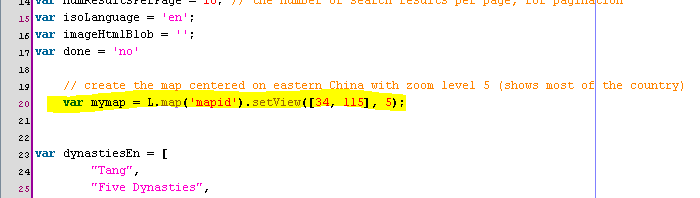 14 var numResultsPerPage = 10; // the number of search results per page, for pagination
15 var isoLanguage = 'en';
16 var imageHtmlBlob = '';
17 var done = 'no'
18
19 // create the map centered on eastern China with zoom level 5 (shows most of the country)
20 var mymap = L.map('mapid').setView([34, 115], 5);
21
22
23 var dynastiesEn = [
24 "Tang",
25 "Five Dynasties",